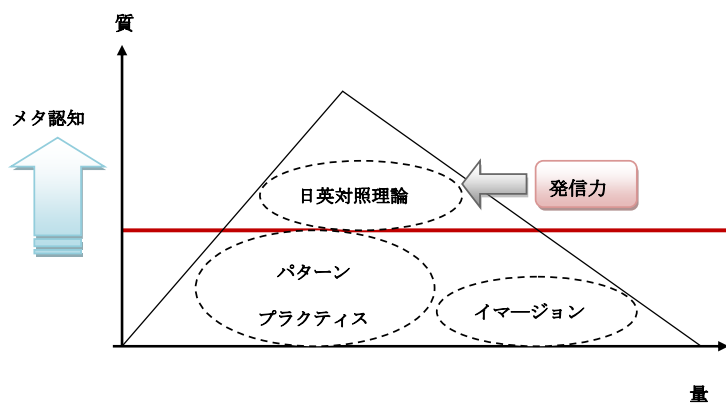 質
メタ認知
日英対照理論
発信力
パターン
プラクティス
イマージョン
量